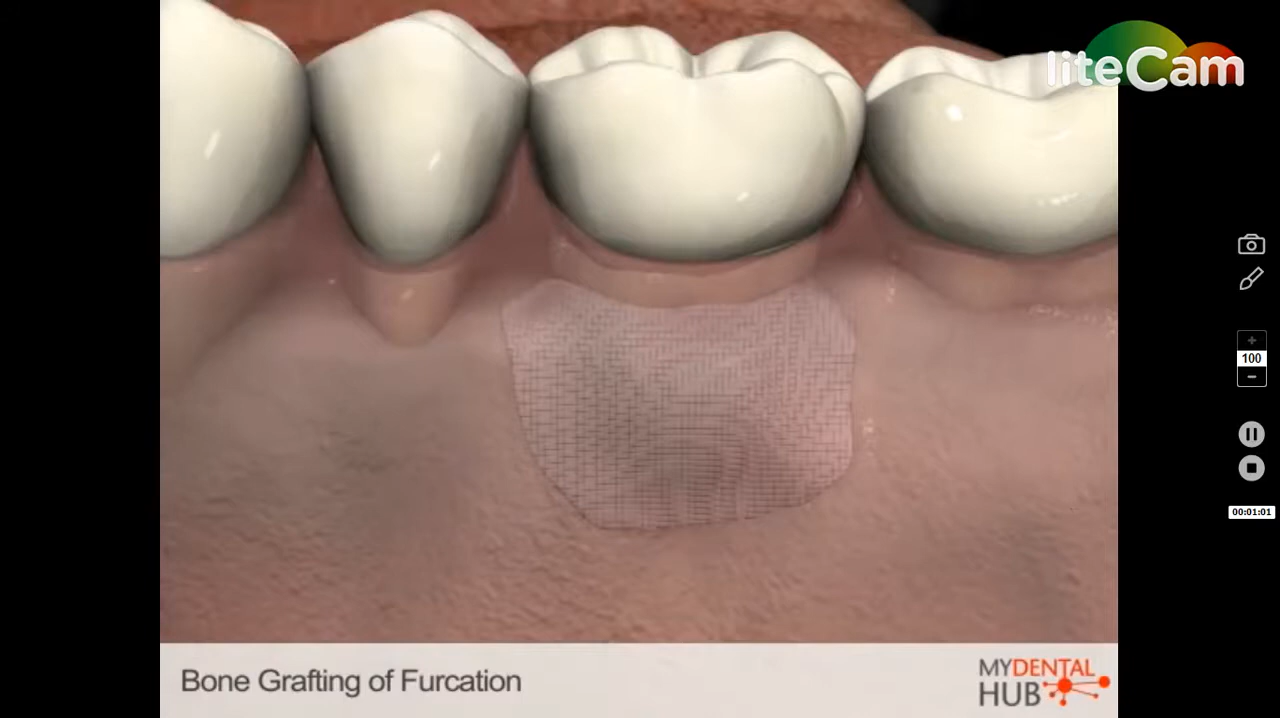 liteCam
+
100
−
00:01:01
Bone Grafting of Furcation
MYDENTAL
HUB